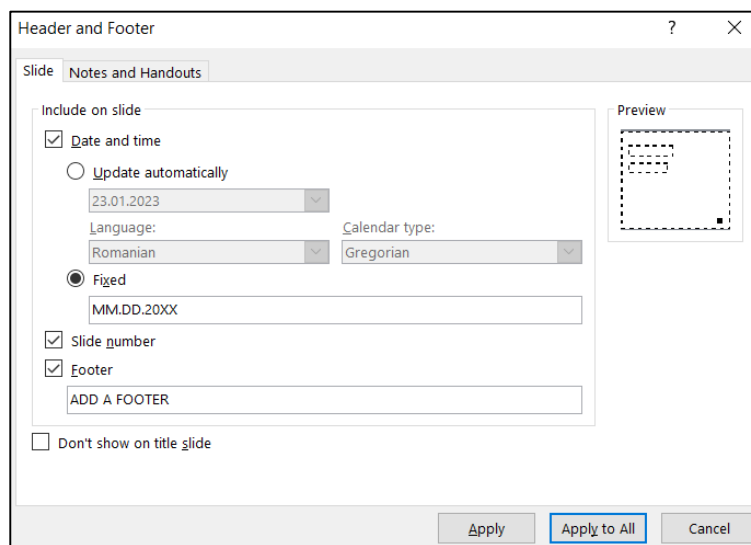 Header and Footer ?
Slide Notes and Handouts
Include on slide Preview
Date and time
Update automatically
23.01.2023
Language: Calendar type:
Romanian Gregorian
Fixed
MM.DD.20XX
Slide number
Footer
ADD A FOOTER
Don't show on title slide
Apply Apply to All Cancel